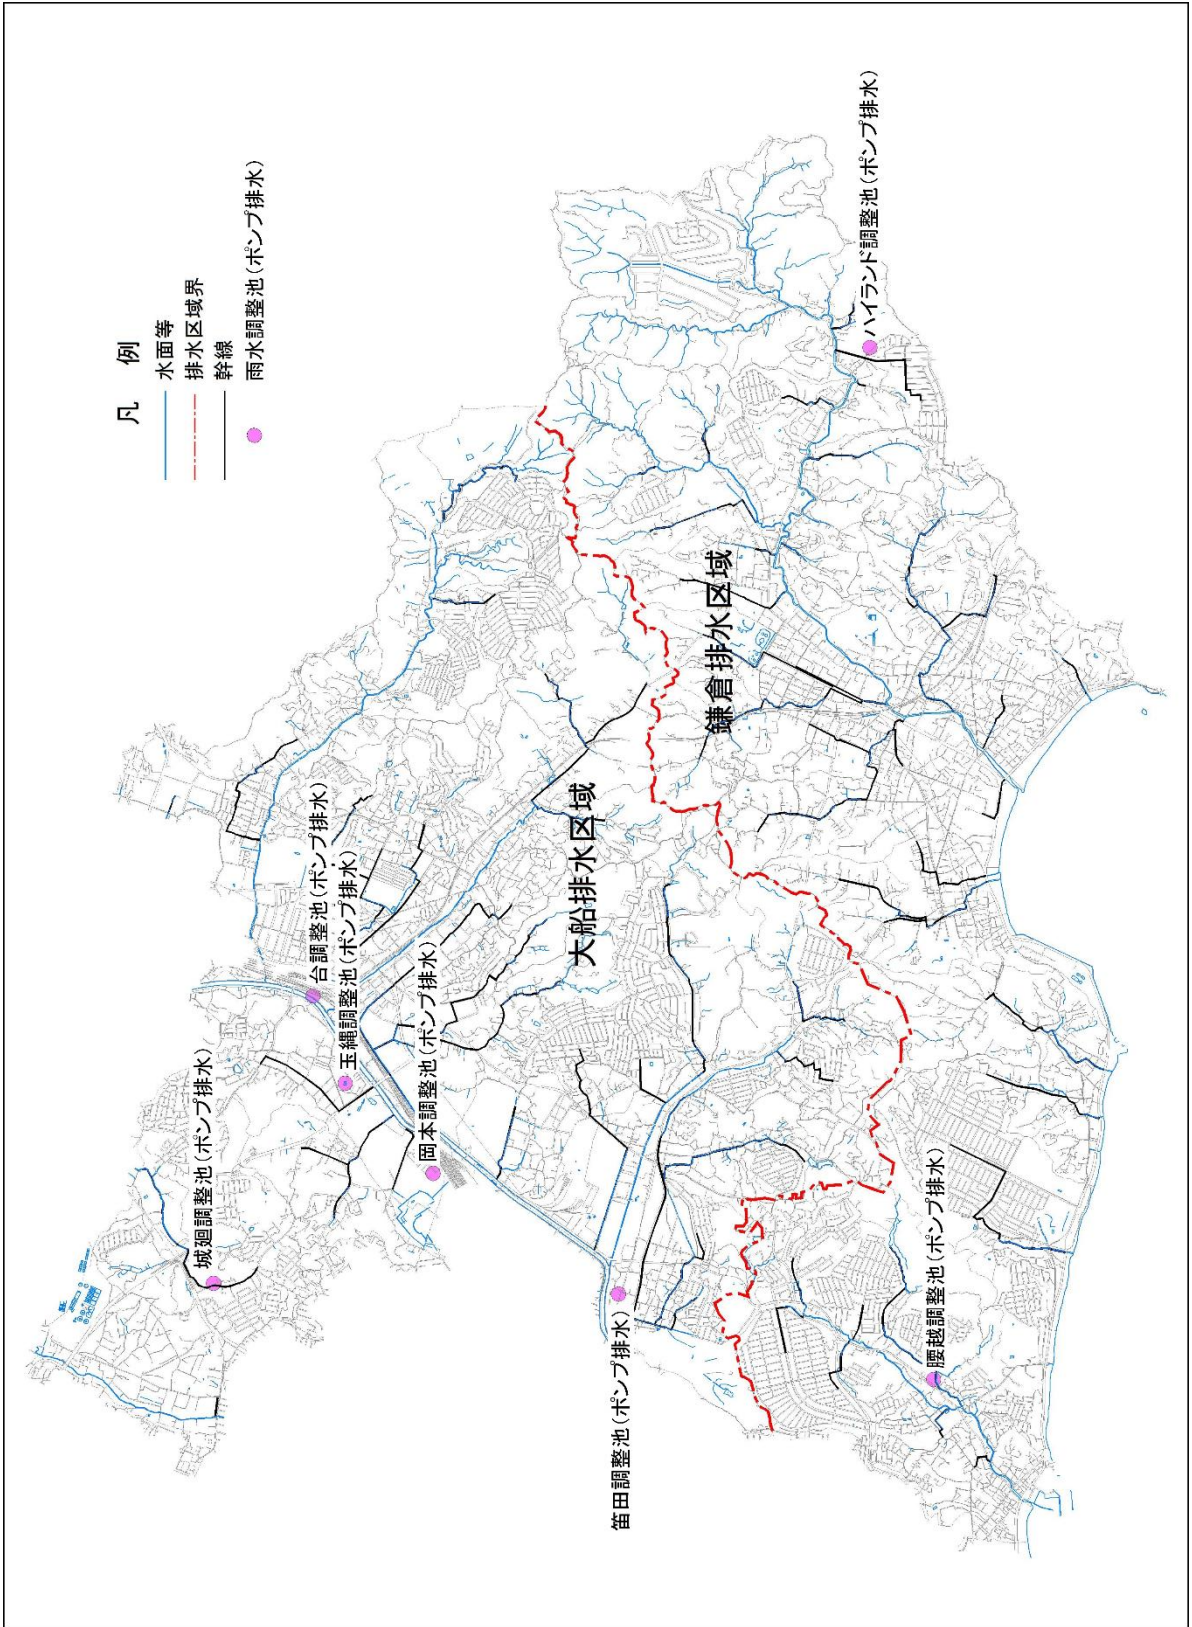 凡 例
水面等
排水区域界
幹線
雨水調整池(ポンプ排水)
城廻調整池(ポンプ排水)
台調整池(ポンプ排水)
玉縄調整池(ポンプ排水)
岡本調整池(ポンプ排水)
大船排水区域
笛田調整池(ポンプ排水)
鎌倉排水区域
ハイランド調整池(ポンプ排水)
腰越調整池(ポンプ排水)